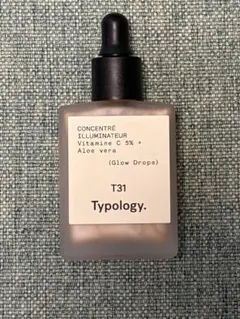 CONCENTRÉ
ILLUMINATEUR
Vitamine C 5% +
Aloe vera
(Glow Drops)
T31
Typology.